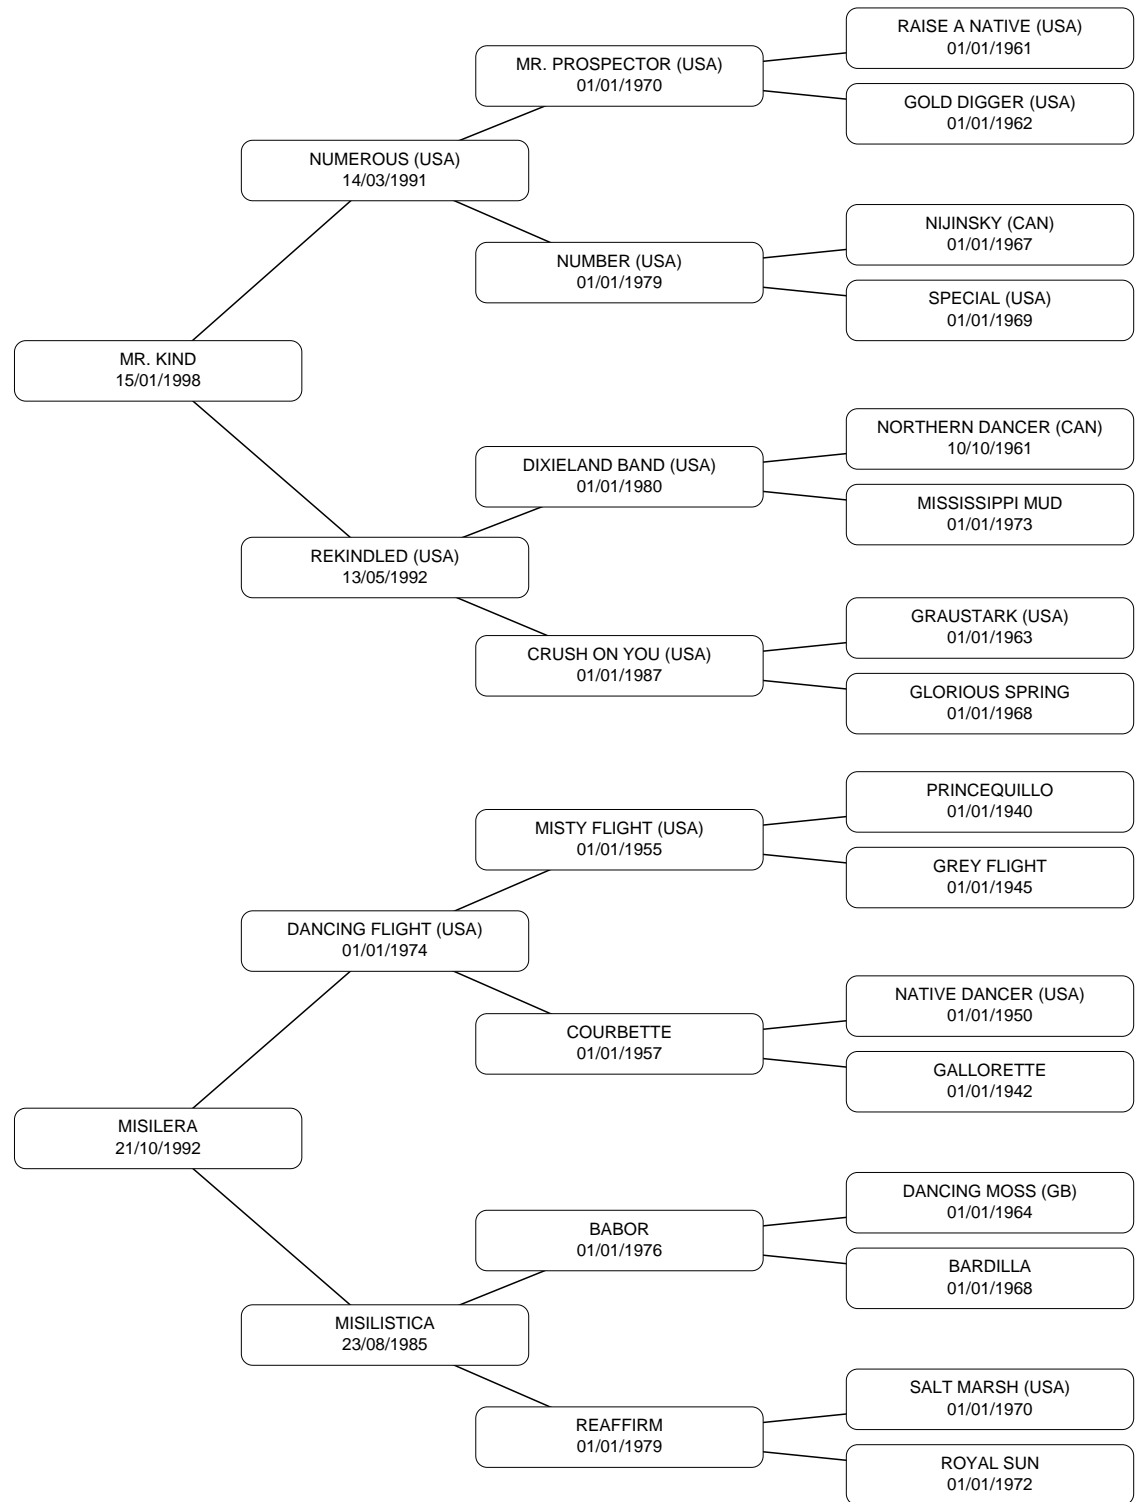 RAISE A NATIVE (USA)
01/01/1961
MR. PROSPECTOR (USA)
01/01/1970
GOLD DIGGER (USA)
01/01/1962
NUMEROUS (USA)
14/03/1991
NIJINSKY (CAN)
01/01/1967
NUMBER (USA)
01/01/1979
SPECIAL (USA)
01/01/1969
MR. KIND
15/01/1998
NORTHERN DANCER (CAN)
10/10/1961
DIXIELAND BAND (USA)
01/01/1980
MISSISSIPPI MUD
01/01/1973
REKINDLED (USA)
13/05/1992
GRAUSTARK (USA)
01/01/1963
CRUSH ON YOU (USA)
01/01/1987
GLORIOUS SPRING
01/01/1968
PRINCEQUILLO
01/01/1940
MISTY FLIGHT (USA)
01/01/1955
GREY FLIGHT
01/01/1945
DANCING FLIGHT (USA)
01/01/1974
NATIVE DANCER (USA)
01/01/1950
COURBETTE
01/01/1957
GALLORETTE
01/01/1942
MISILERA
21/10/1992
DANCING MOSS (GB)
01/01/1964
BABOR
01/01/1976
BARDILLA
01/01/1968
MISILISTICA
23/08/1985
SALT MARSH (USA)
01/01/1970
REAFFIRM
01/01/1979
ROYAL SUN
01/01/1972